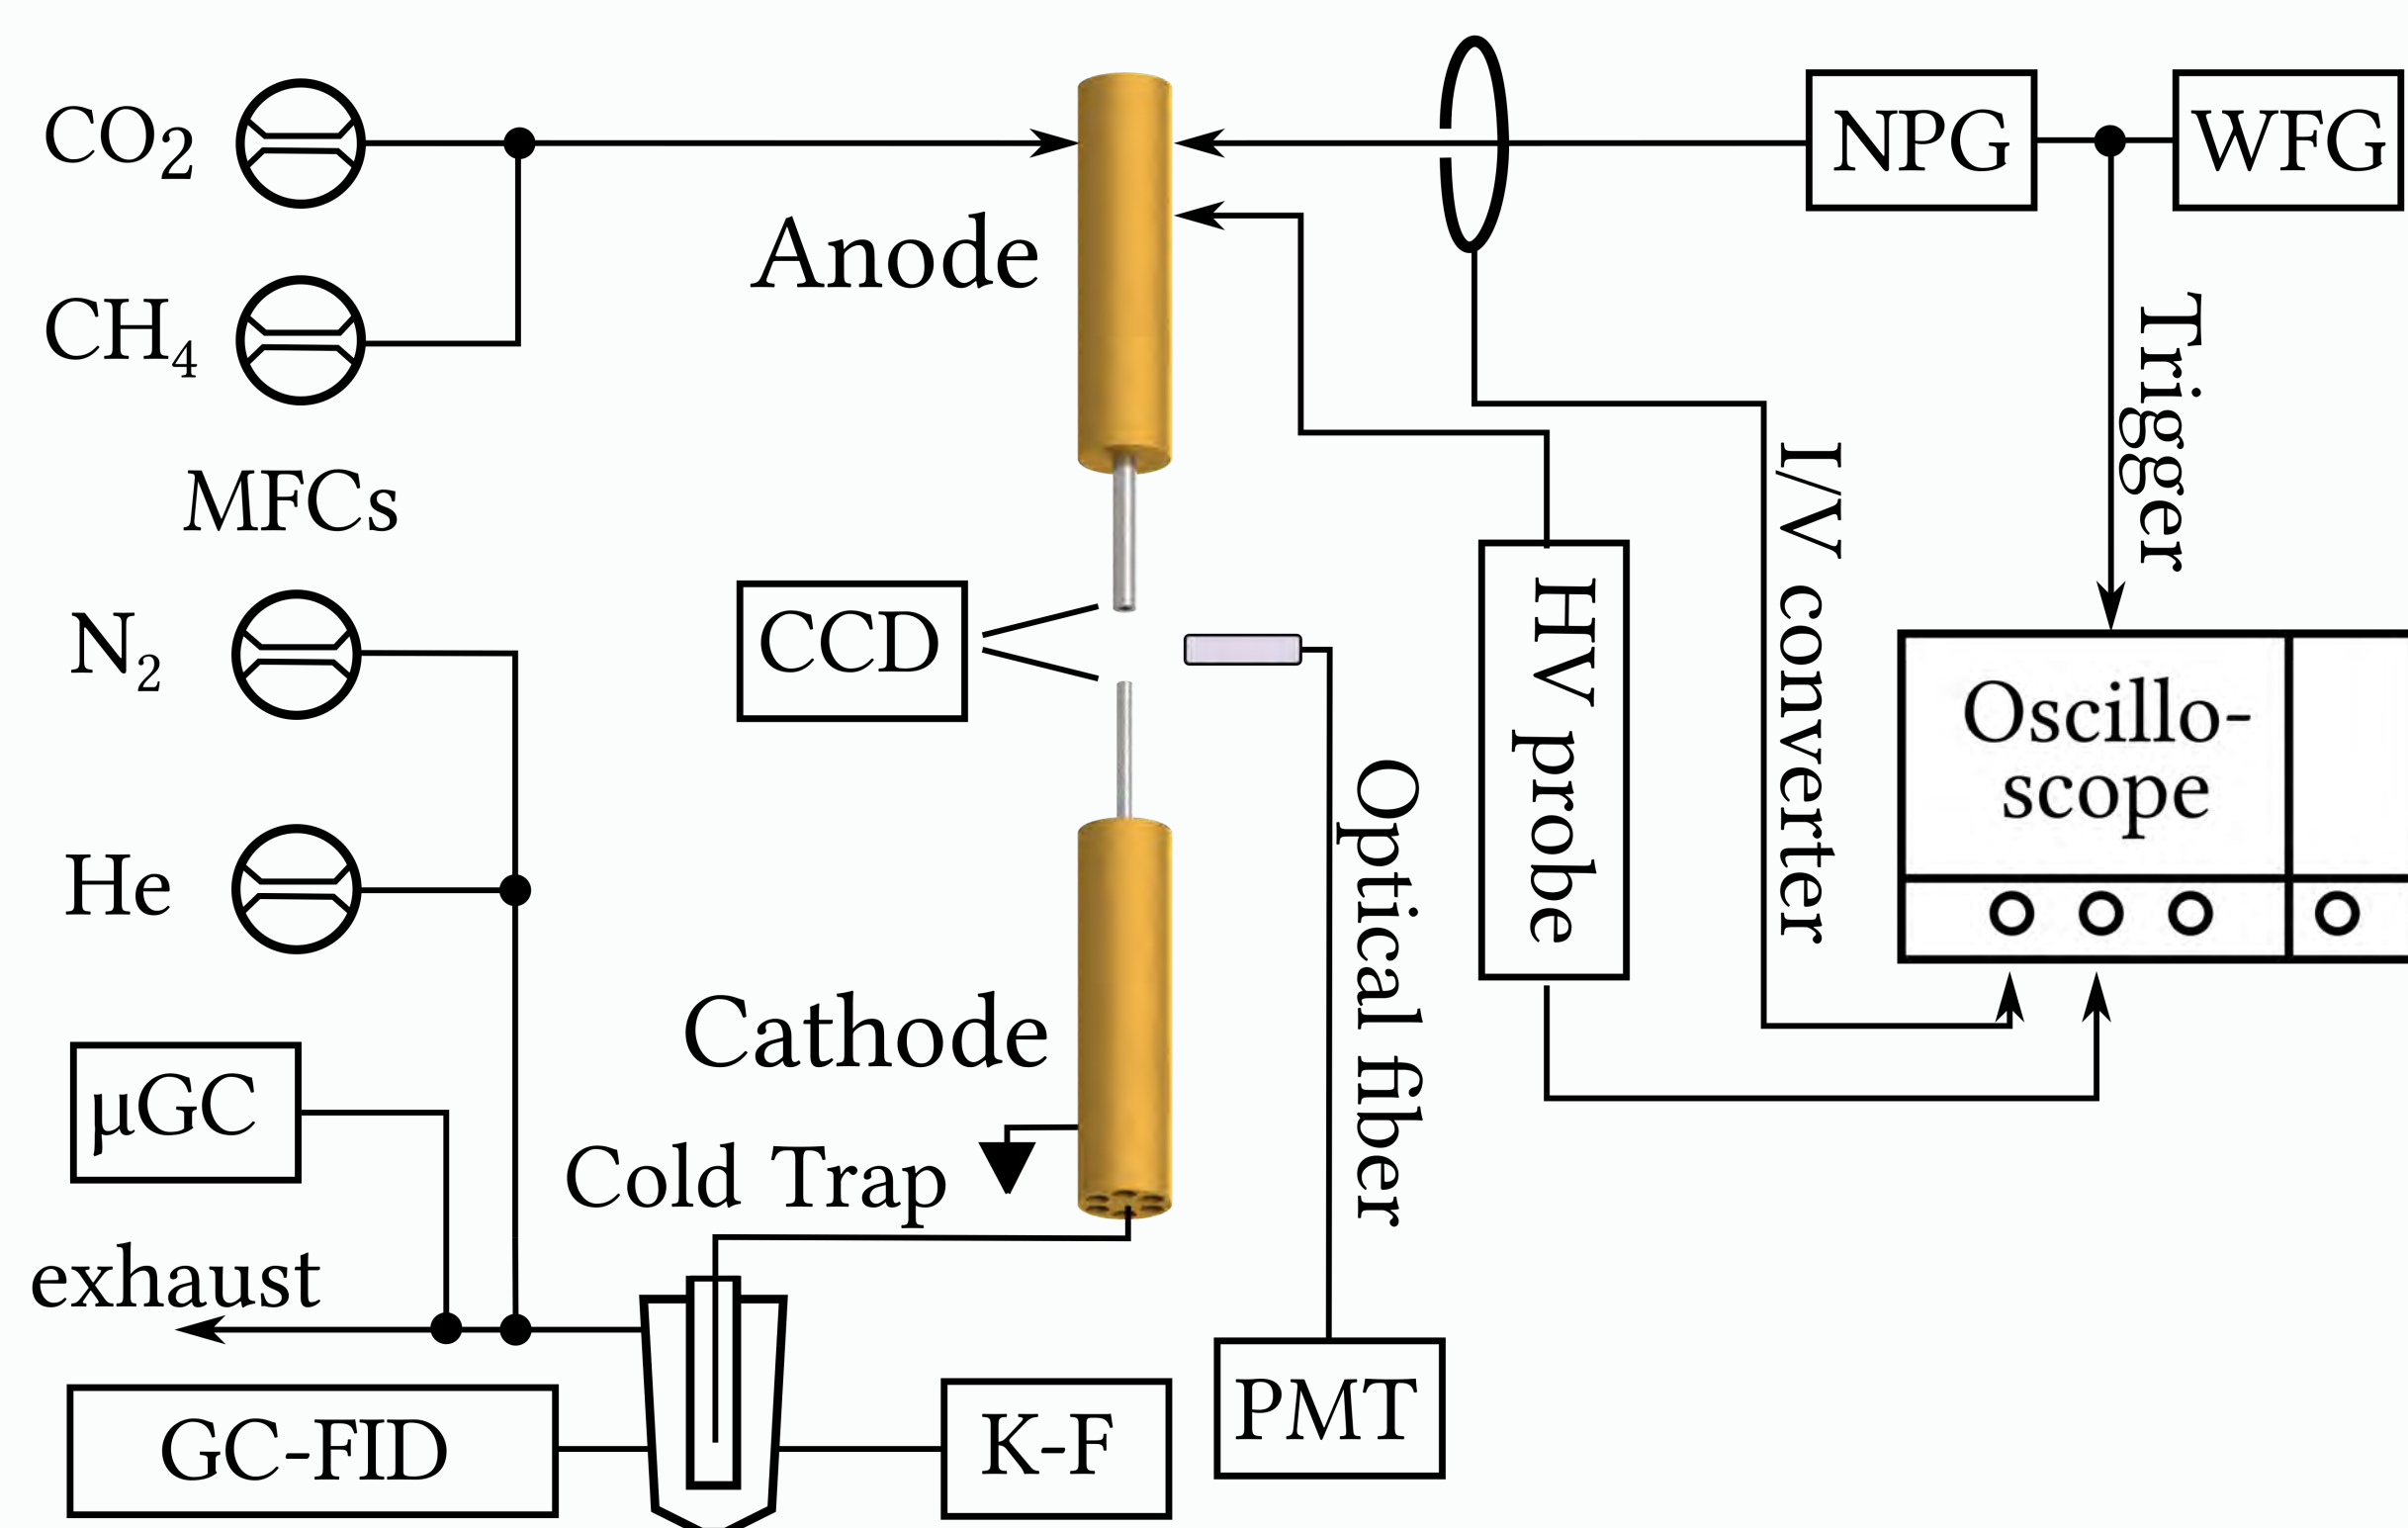 CO2
CH4
MFCs
N2
He
µGC
exhaust
GC-FID
Anode
CCD
Cathode
Cold Trap
K-F
PMT
Optical fiber
HV probe
I/V converter
NPG
WFG
Trigger
Oscillo-
scope